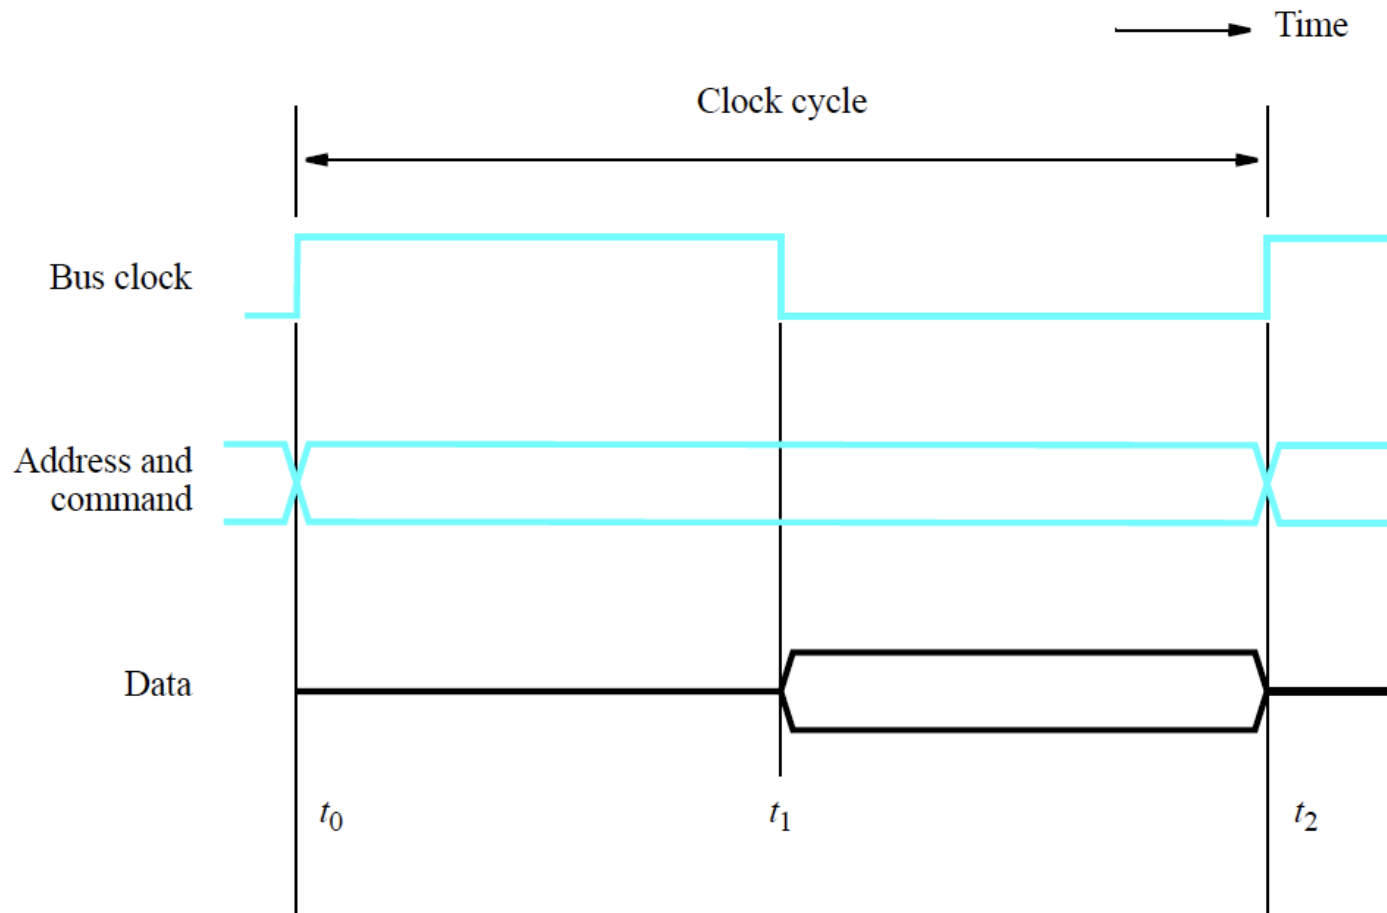 Time
Clock cycle
Bus clock
Address and
command
Data
t0
t1
t2